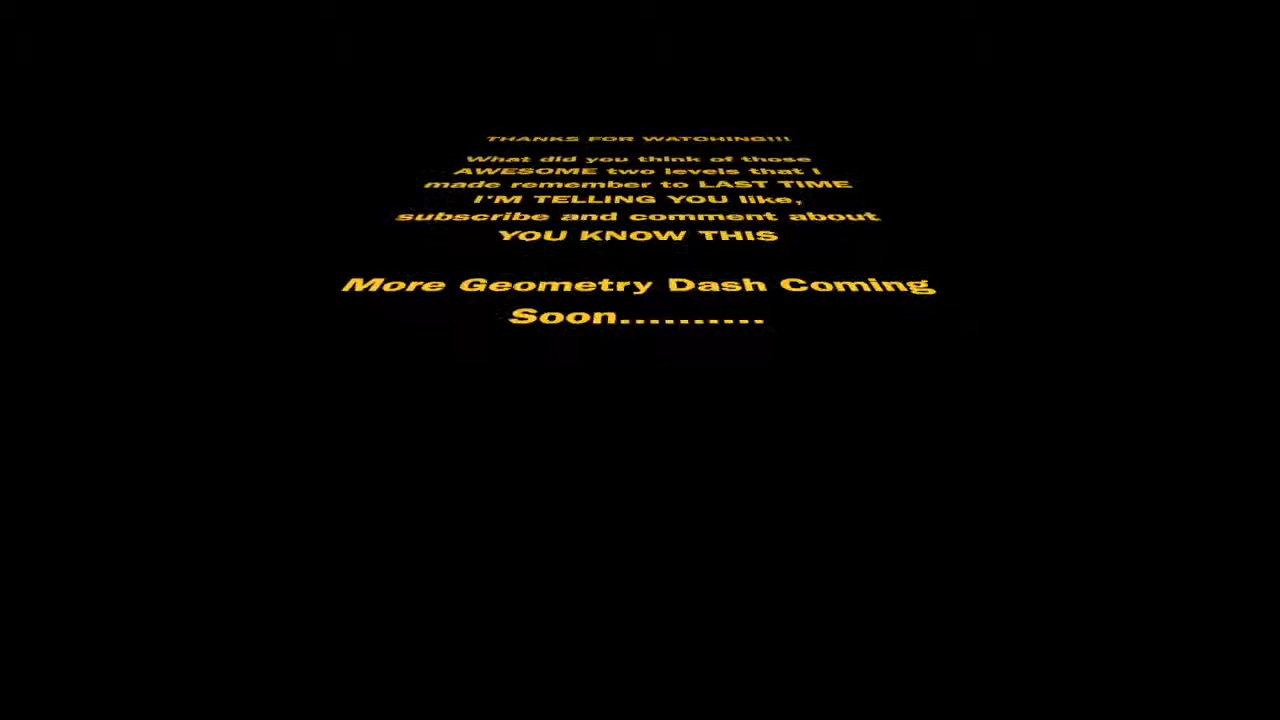 THANKS FOR WATCHING!!!
What did you think of those
AWESOME two levels that I
made remember to LAST TIME
I'M TELLING YOU like,
subscribe and comment about
YOU KNOW THIS
More Geometry Dash Coming
Soon...........